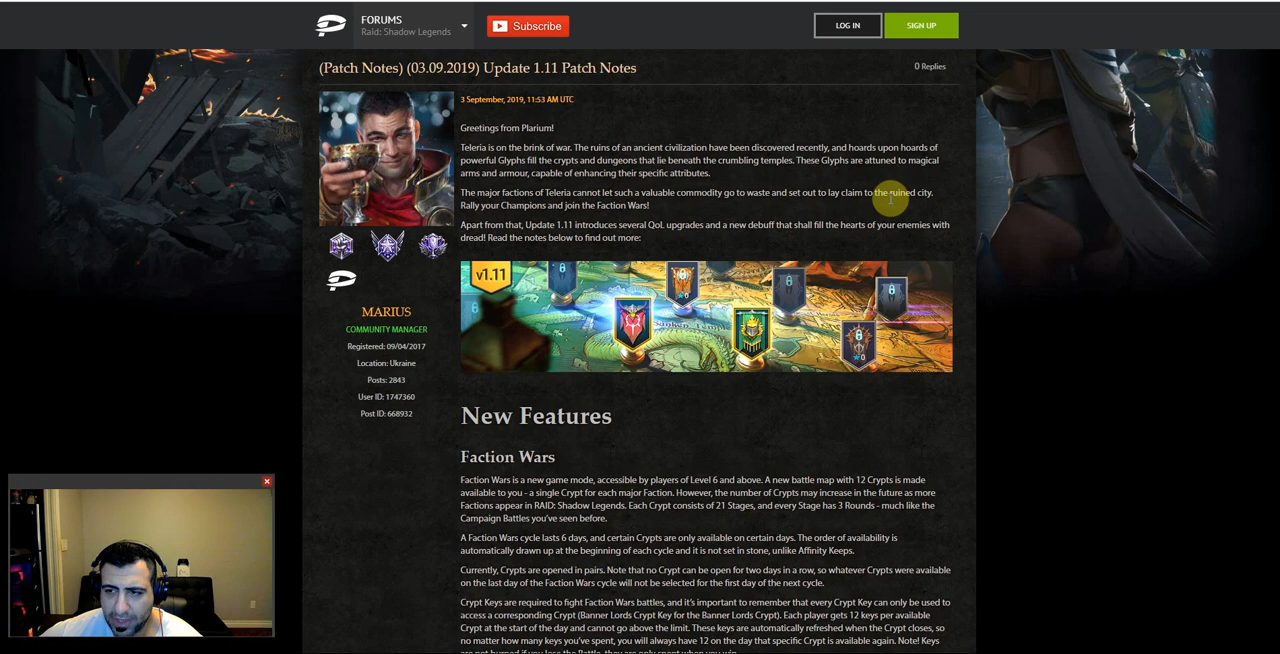 FORUMS
Raid: Shadow Legends
Subscribe
LOG IN
SIGN UP
(Patch Notes) (03.09.2019) Update 1.11 Patch Notes
0 Replies
3 September, 2019, 11:53 AM UTC
Greetings from Plarium!
Teleria is on the brink of war. The ruins of an ancient civilization have been discovered recently, and hoards upon hoards of
powerful Glyphs fill the crypts and dungeons that lie beneath the crumbling temples. These Glyphs are attuned to magical
arms and armour, capable of enhancing their specific attributes.
The major factions of Teleria cannot let such a valuable commodity go to waste and set out to lay claim to the ruined city.
Rally your Champions and join the Faction Wars!
Apart from that, Update 1.11 introduces several QoL upgrades and a new debuff that shall fill the hearts of your enemies with
dread! Read the notes below to find out more:
v1.11
MARIUS
COMMUNITY MANAGER
Registered: 09/04/2017
Location: Ukraine
Posts: 2843
User ID: 1747360
Post ID: 668932
New Features
Faction Wars
Faction Wars is a new game mode, accessible by players of Level 6 and above. A new battle map with 12 Crypts is made
available to you - a single Crypt for each major Faction. However, the number of Crypts may increase in the future as more
Factions appear in RAID: Shadow Legends. Each Crypt consists of 21 Stages, and every Stage has 3 Rounds - much like the
Campaign Battles you've seen before.
A Faction Wars cycle lasts 6 days, and certain Crypts are only available on certain days. The order of availability is
automatically drawn up at the beginning of each cycle and it is not set in stone, unlike Affinity Keeps.
Currently, Crypts are opened in pairs. Note that no Crypt can be open for two days in a row, so whatever Crypts were available
on the last day of the Faction Wars cycle will not be selected for the first day of the next cycle.
Crypt Keys are required to fight Faction Wars battles, and it's important to remember that every Crypt Key can only be used to
access a corresponding Crypt (Banner Lords Crypt Key for the Banner Lords Crypt). Each player gets 12 keys per available
Crypt at the start of the day and cannot go above the limit. These keys are automatically refreshed when the Crypt closes, so
no matter how many keys you've spent, you will always have 12 on the day that specific Crypt is available again. Note! Keys
are not burned if you lose the Battle, they are only spent when you win.